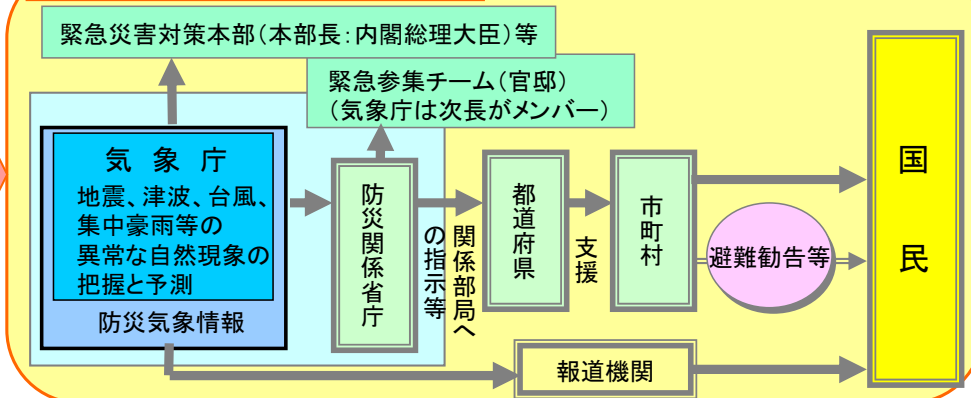 緊急災害対策本部(本部長:内閣総理大臣)等
緊急参集チーム(官邸)
(気象庁は次長がメンバー)
気象庁
地震、津波、台風、
集中豪雨等の
異常な自然現象の
把握と予測
防災気象情報
防災関係省庁
関係部局へ
の指示等
都道府県
支援
市町村
避難勧告等
国民
報道機関